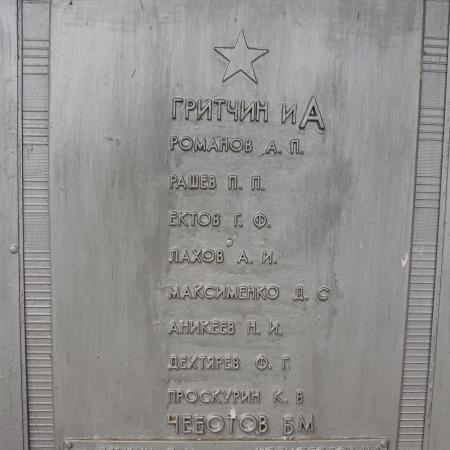 ГРИТЧИН И А
РОМАНОВ А. П.
РАШЕВ П. П.
ЕКТОВ Г. Ф.
ЛАХОВ А. И.
МАКСИМЕНКО Д. С
АНИКЕЕВ Н. И.
ДЕХТЯРЕВ Ф. Г.
ПРОСКУРИН К. В
ЧЕБОТОВ Б М